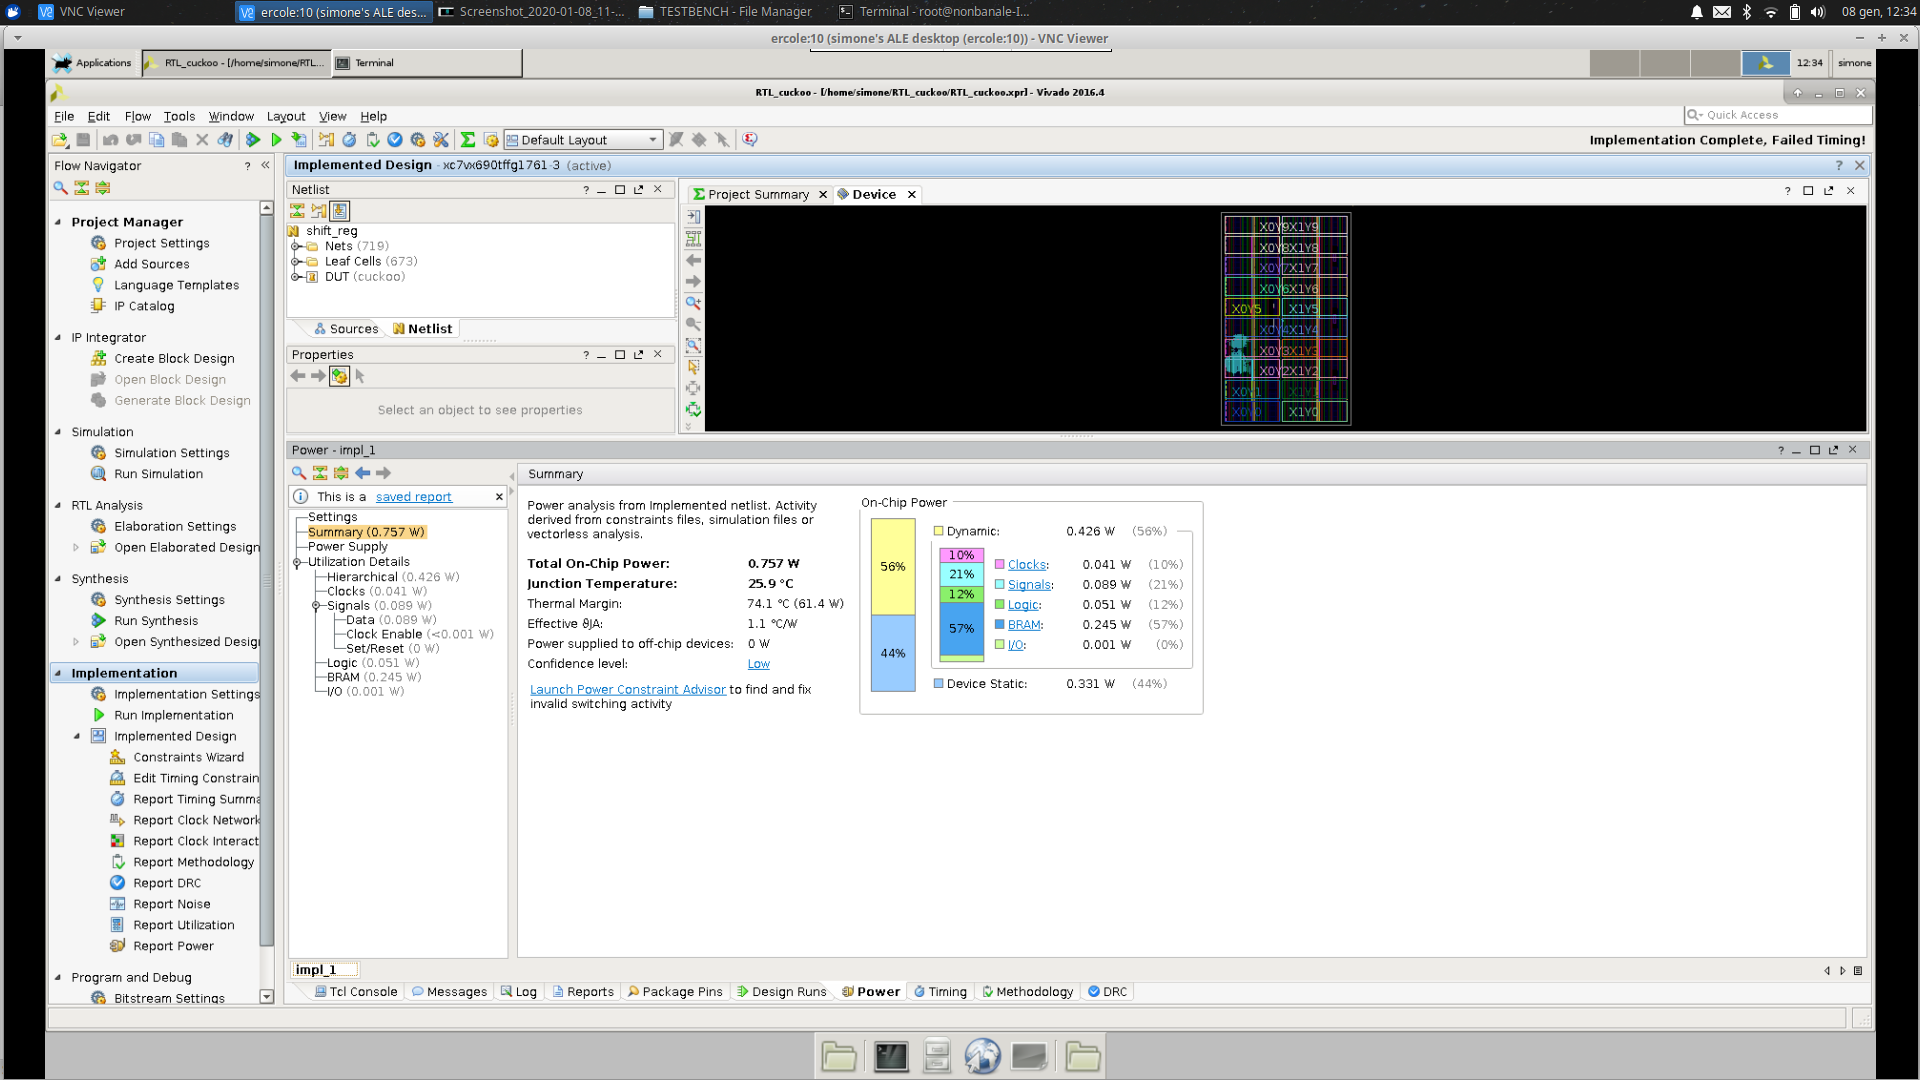 VNC Viewer
ercole:10 (simone's ALE des...
Screenshot_2020-01-08_11-...
TESTBENCH - File Manager
Terminal - root@nonbanale-I...
08 gen, 12:34
ercole:10 (simone's ALE desktop (ercole:10)) - VNC Viewer
Applications
RTL_cuckoo - [/home/simone/RTL...
Terminal
12:34
simone
RTL_cuckoo - [/home/simone/RTL_cuckoo/RTL_cuckoo.xpr] - Vivado 2016.4
File Edit Flow Tools Window Layout View Help
Quick Access
Default Layout
Implementation Complete, Failed Timing!
Flow Navigator
Implemented Design - xc7vx690tffg1761-3 (active)
Project Manager
Project Settings
Add Sources
Language Templates
IP Catalog
IP Integrator
Create Block Design
Open Block Design
Generate Block Design
Simulation
Simulation Settings
Run Simulation
RTL Analysis
Elaboration Settings
Open Elaborated Design
Synthesis
Synthesis Settings
Run Synthesis
Open Synthesized Desig
Implementation
Implementation Settings
Run Implementation
Implemented Design
Constraints Wizard
Edit Timing Constrain
Report Timing Summa
Report Clock Network
Report Clock Interact
Report Methodology
Report DRC
Report Noise
Report Utilization
Report Power
Program and Debug
Bitstream Settings
Netlist
shift_reg
Nets (719)
Leaf Cells (673)
DUT (cuckoo)
Sources
Netlist
Properties
Select an object to see properties
Project Summary
Device
X0Y9 X1Y9
X0Y8 X1Y8
X0Y7 X1Y7
X0Y6 X1Y6
X0Y5 X1Y5
X0Y4 X1Y4
X0Y3 X1Y3
X0Y2 X1Y2
X0Y1 X1Y1
X0Y0 X1Y0
Power - impl_1
This is a saved report
Settings
Summary (0.757 W)
Power Supply
Utilization Details
Hierarchical (0.426 W)
Clocks (0.041 W)
Signals (0.089 W)
Data (0.089 W)
Clock Enable (<0.001 W)
Set/Reset (0 W)
Logic (0.051 W)
BRAM (0.245 W)
I/O (0.001 W)
Summary
Power analysis from Implemented netlist. Activity
derived from constraints files, simulation files or
vectorless analysis.
Total On-Chip Power: 0.757 W
Junction Temperature: 25.9 °C
Thermal Margin: 74.1 °C (61.4 W)
Effective ϑJA: 1.1 °C/W
Power supplied to off-chip devices: 0 W
Confidence level: Low
Launch Power Constraint Advisor to find and fix
invalid switching activity
On-Chip Power
56%
44%
Dynamic: 0.426 W (56%)
10%
21%
12%
57%
Clocks: 0.041 W (10%)
Signals: 0.089 W (21%)
Logic: 0.051 W (12%)
BRAM: 0.245 W (57%)
I/O: 0.001 W (0%)
Device Static: 0.331 W (44%)
impl_1
Tcl Console
Messages
Log
Reports
Package Pins
Design Runs
Power
Timing
Methodology
DRC